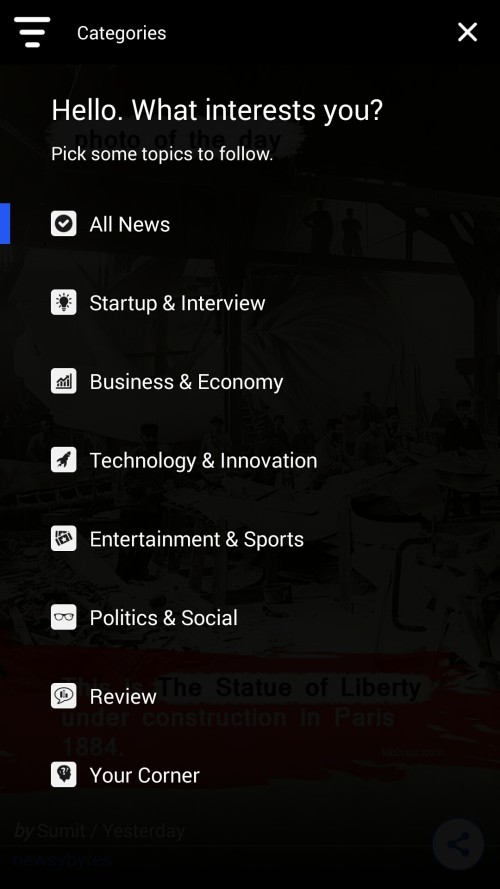 Categories
Hello. What interests you?
photo of the day
Pick some topics to follow.
All News
Startup & Interview
Business & Economy
Technology & Innovation
Entertainment & Sports
Politics & Social
This is The Statue of Liberty
Review
under construction in Paris
1884.
Your Corner
by Sumit / Yesterday
newsybytes